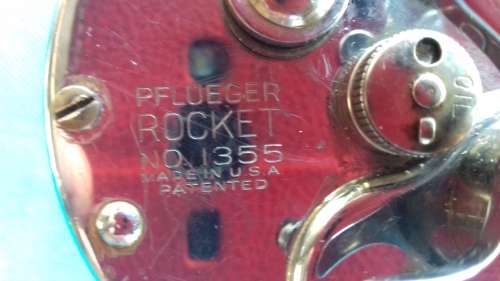 PFLUEGER
ROCKET
NO. 1355
MADE IN U.S.A
PATENTED